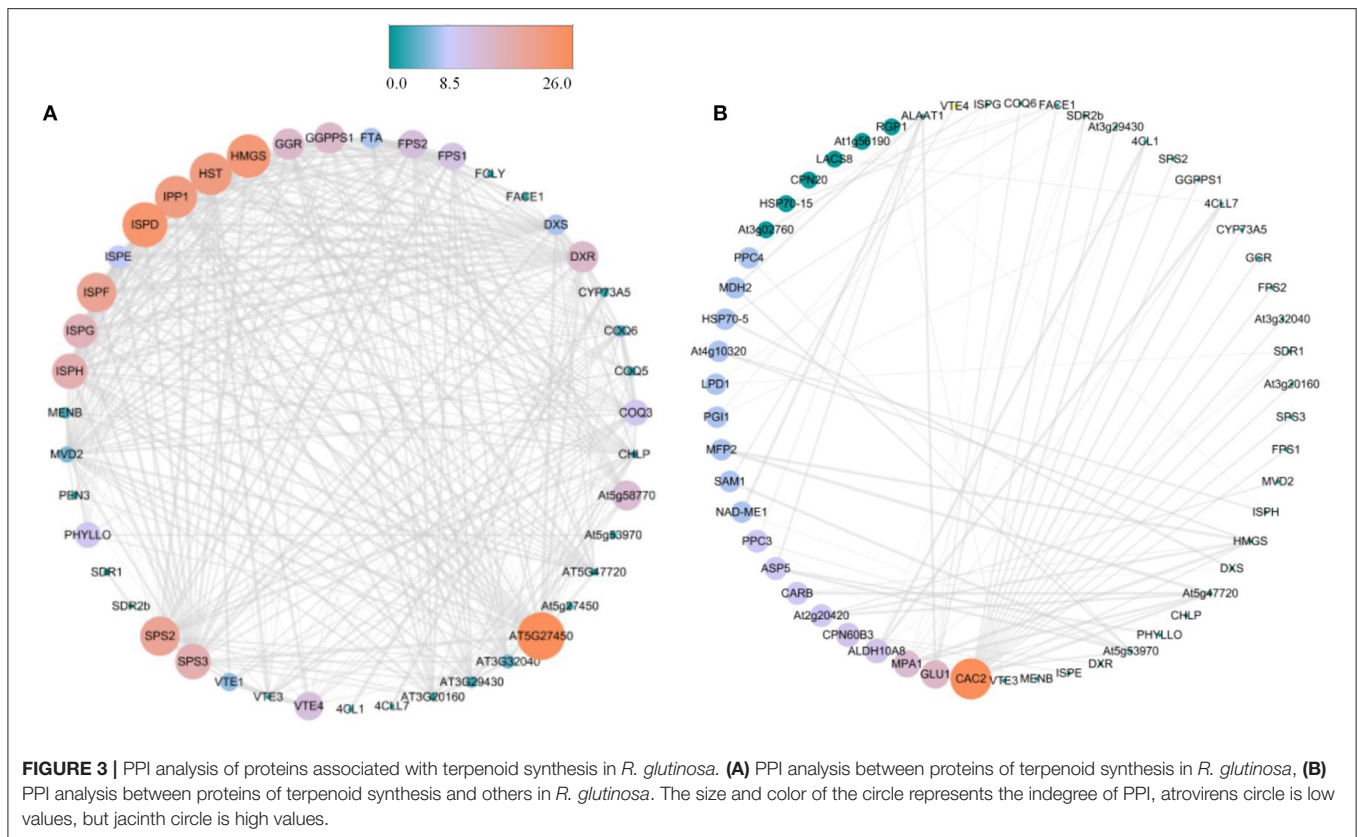 0.0 8.5 26.0
A
B
GGR
GGPPS1
FTA
FPS2
FPS1
FCLY
FACE1
DXS
DXR
CYP73A5
COQ6
COQ5
COQ3
CHLP
At5g58770
At5g53970
AT5G47720
At5g27450
AT5G27450
AT3G32040
AT3G29430
AT3G20160
4CLL7
4CL1
VTE4
VTE3
VTE1
SPS3
SPS2
SDR2b
SDR1
PHYLLO
PEN3
MVD2
MENB
ISPH
ISPG
ISPF
ISPE
ISPD
IPP1
HST
HMGS
VTE4
ISPG
COQ6
FACE1
SDR2b
At3g29430
4CL1
SPS2
GGPPS1
4CLL7
CYP73A5
GGR
FPS2
At3g32040
SDR1
At3g20160
SPS3
FPS1
MVD2
ISPH
HMGS
DXS
At5g47720
CHLP
PHYLLO
At5g53970
DXR
ISPE
MENB
VTE3
CAC2
GLU1
MPA1
ALDH10A8
CPN60B3
At2g20420
CARB
ASP5
PPC3
NAD-ME1
SAM1
MFP2
PGI1
LPD1
At4g10320
HSP70-5
MDH2
PPC4
At3g02760
HSP70-15
CPN20
LACS8
At1g56190
RGP1
ALAAT1
FIGURE 3 | PPI analysis of proteins associated with terpenoid synthesis in R. glutinosa. (A) PPI analysis between proteins of terpenoid synthesis in R. glutinosa, (B)
PPI analysis between proteins of terpenoid synthesis and others in R. glutinosa. The size and color of the circle represents the indegree of PPI, atrovirens circle is low
values, but jacinth circle is high values.